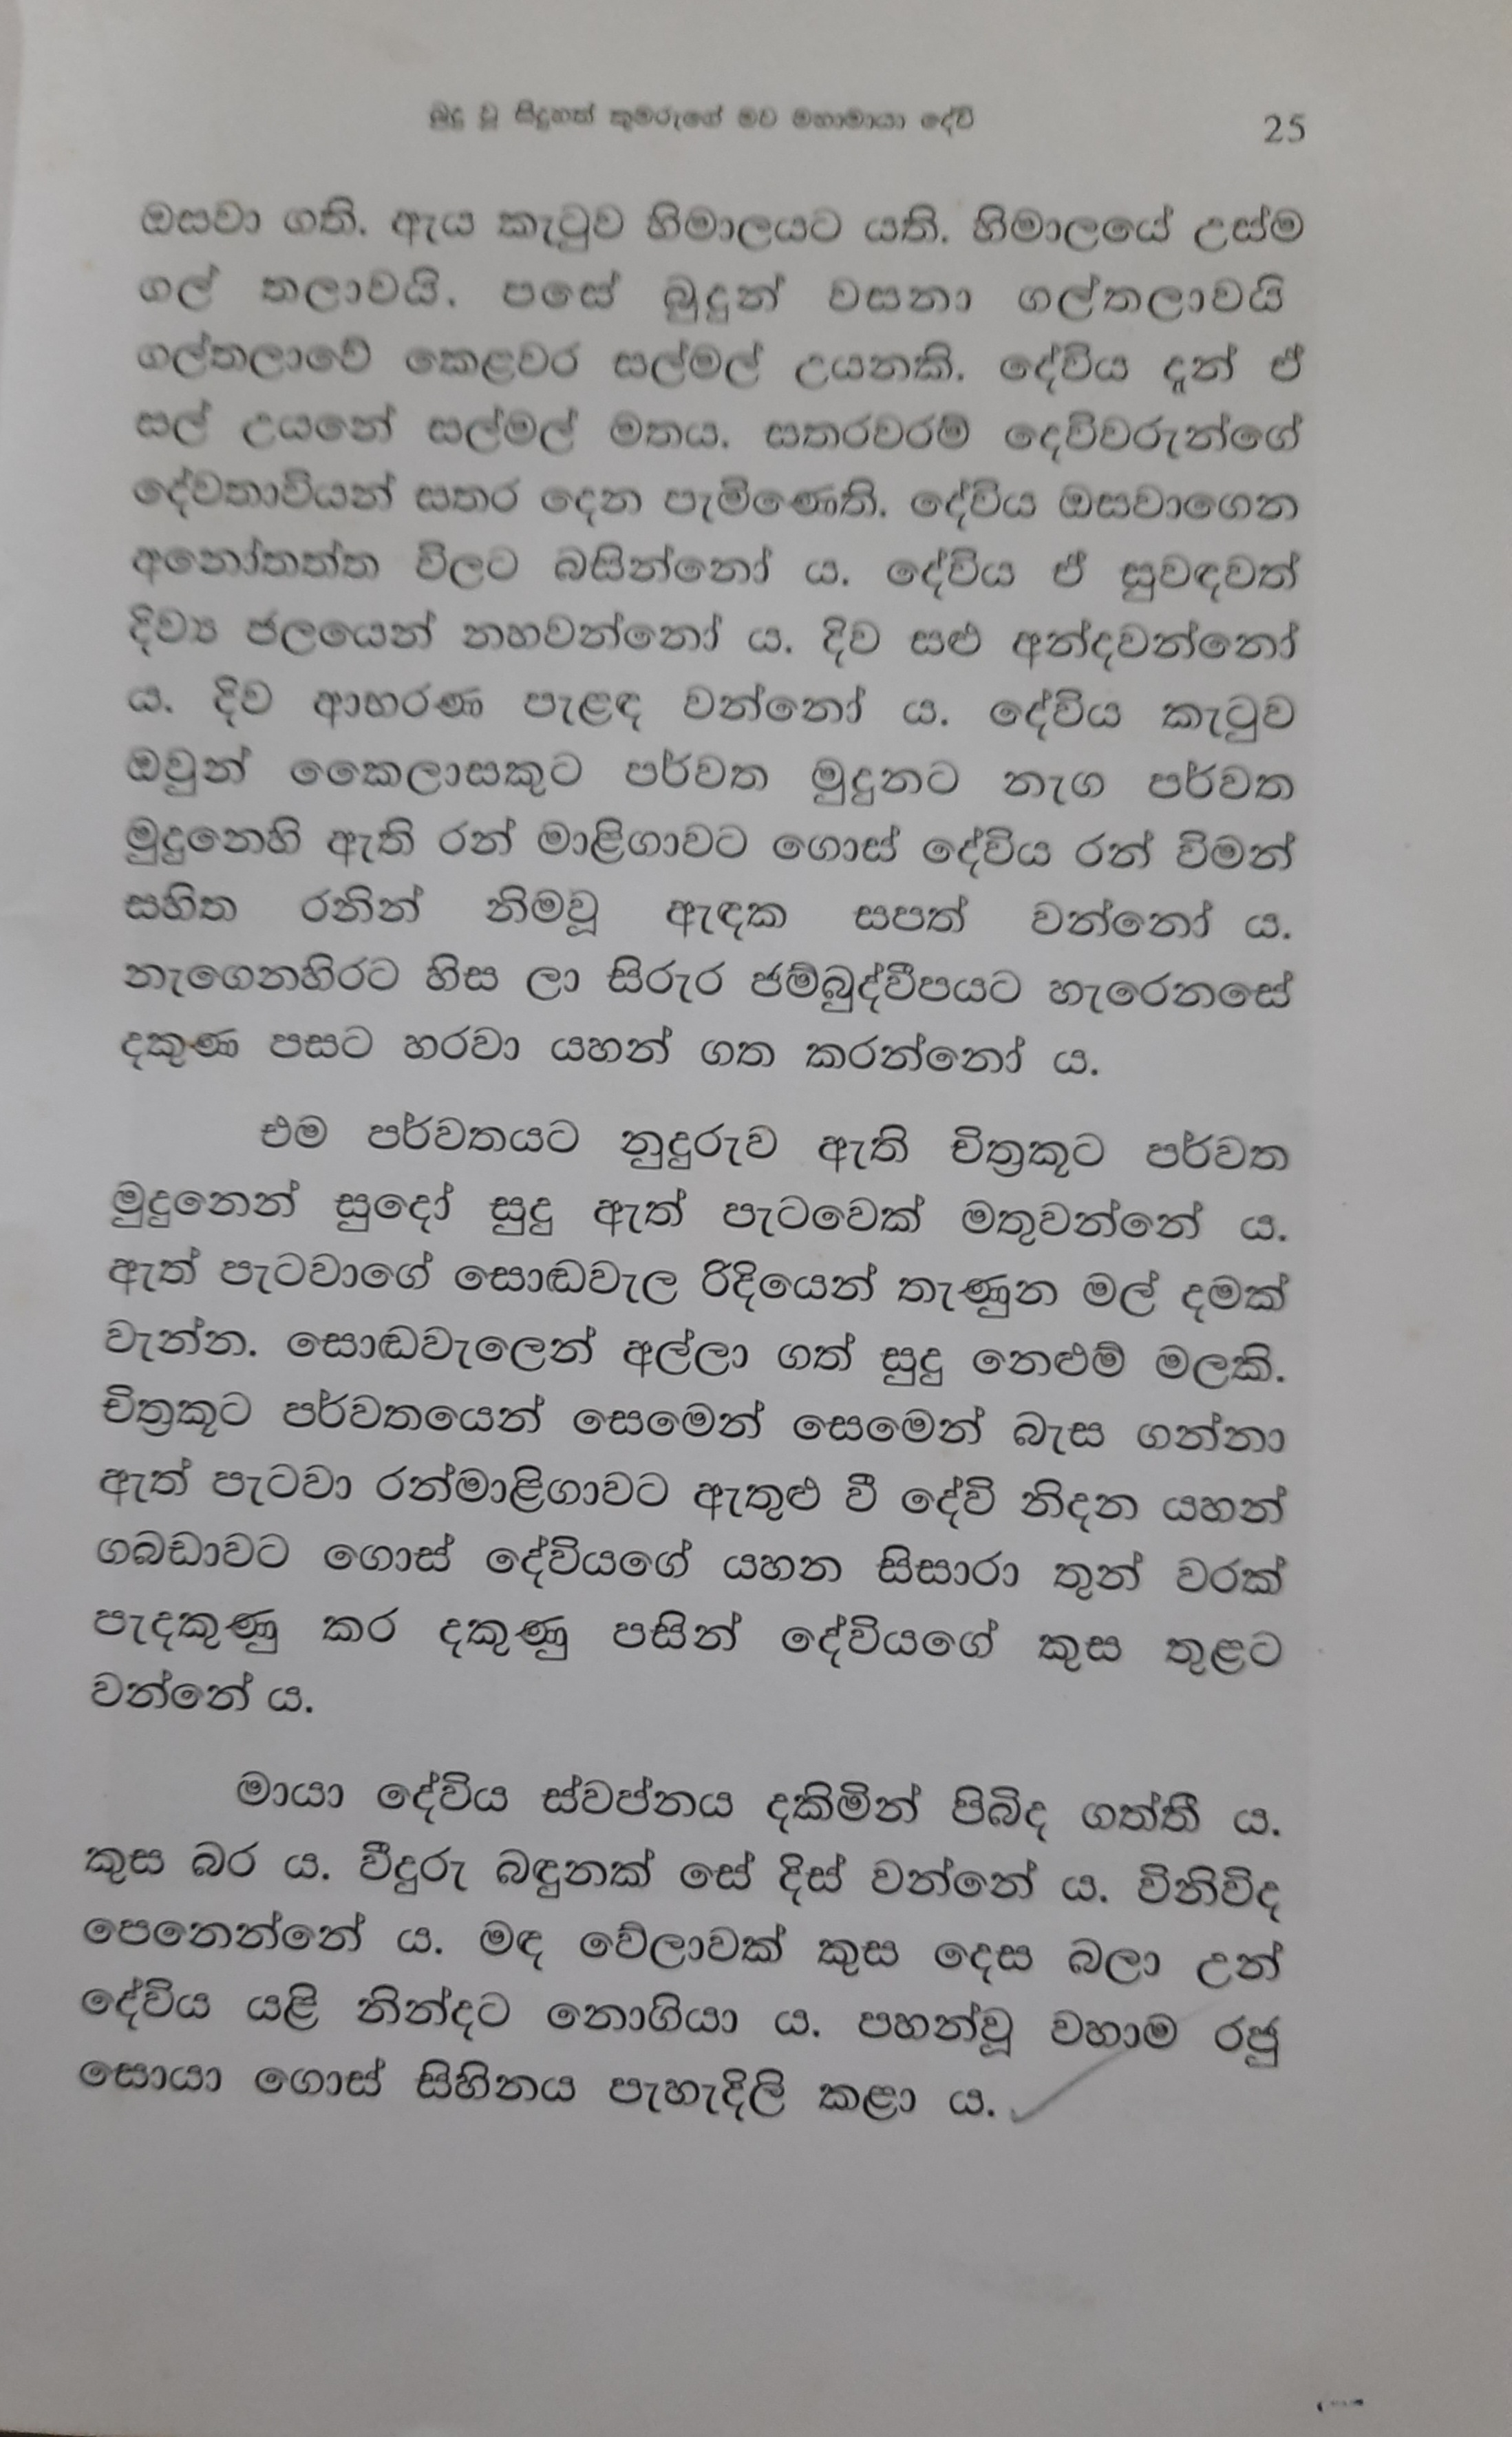 බුදු වූ සිදුහත් කුමරුගේ මව මහාමායා දේවි
25
ඔසවා ගති. ඇය කැටුව හිමාලයට යති. හිමාලයේ උස්ම
ගල් තලාවයි. පසේ බුදුන් වසනා ගල්තලාවයි
ගල්තලාවේ කෙළවර සල්මල් උයනකි. දේවිය දුන් ඒ
සල් උයනේ සල්මල් මතය. සතරවරම් දෙවිවරුන්ගේ
දේවතාවියන් සතර දෙන පැමිණෙති. දේවිය ඔසවාගෙන
අනෝතත්ත විලට බසින්නෝ ය. දේවිය ඒ සුවඳවත්
දිව්‍ය ජලයෙන් නහවන්නෝ ය. දිව සළු අන්දවන්නෝ
ය. දිව ආභරණ පැළඳ වන්නෝ ය. දේවිය කැටුව
ඔවුන් කෛලාසකුට පර්වත මුදුනට නැග පර්වත
මුදුනෙහි ඇති රන් මාළිගාවට ගොස් දේවිය රන් විමන්
සහිත රනින් නිමවූ ඇඳක සපත් වන්නෝ ය.
නැගෙනහිරට හිස ලා සිරුර ජම්බුද්වීපයට හැරෙනසේ
දකුණ පසට හරවා යහන් ගත කරන්නෝ ය.
එම පර්වතයට නුදුරුව ඇති චිත්‍රකූට පර්වත
මුදුනෙන් සුදෝ සුදු ඇත් පැටවෙක් මතුවන්නේ ය.
ඇත් පැටවාගේ සොඬවැල රිදියෙන් තැණුන මල් දමක්
වැන්න. සොඬවැලෙන් අල්ලා ගත් සුදු නෙළුම් මලකි.
චිත්‍රකූට පර්වතයෙන් සෙමෙන් සෙමෙන් බැස ගන්නා
ඇත් පැටවා රන්මාළිගාවට ඇතුළු වී දේවි නිදන යහන්
ගබඩාවට ගොස් දේවියගේ යහන සිසාරා තුන් වරක්
පැදකුණු කර දකුණු පසින් දේවියගේ කුස තුළට
වන්නේ ය.
මායා දේවිය ස්වප්නය දකිමින් පිබිද ගත්තී ය.
කුස බර ය. වීදුරු බඳුනක් සේ දිස් වන්නේ ය. විනිවිද
පෙනෙන්නේ ය. මඳ වේලාවක් කුස දෙස බලා උන්
දේවිය යළි නින්දට නොගියා ය. පහන්වූ වහාම රජු
සොයා ගොස් සිහිනය පැහැදිලි කළා ය.